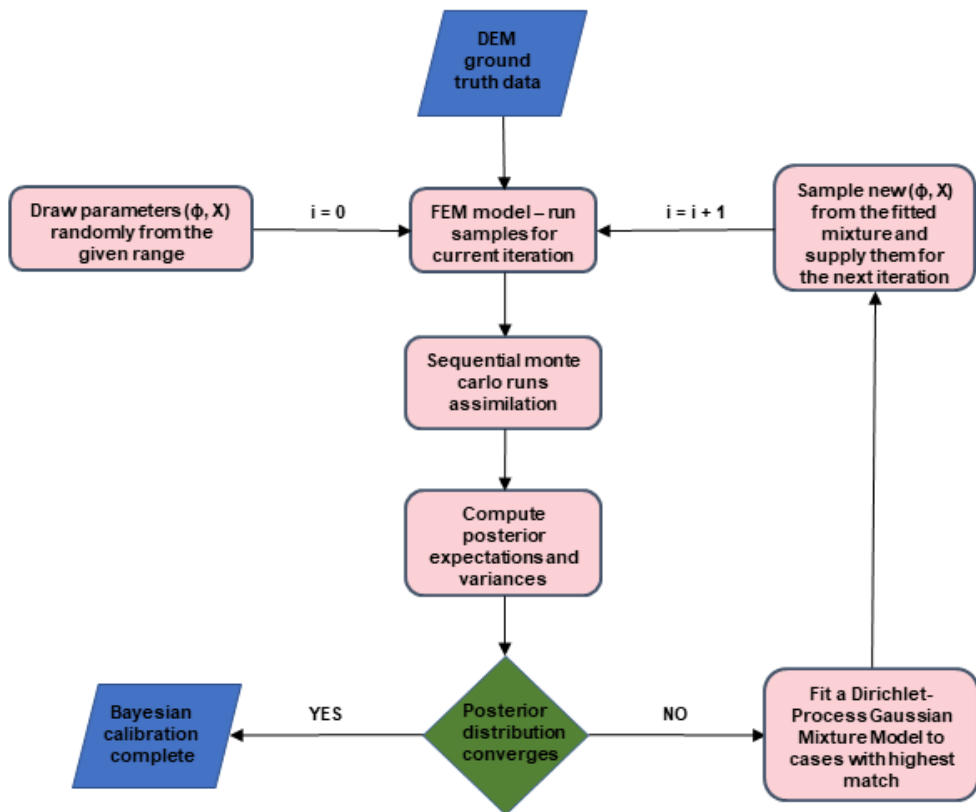 DEM
ground
truth data
Draw parameters (ϕ, X)
randomly from the
given range
i = 0
FEM model – run
samples for
current iteration
i = i + 1
Sample new (ϕ, X)
from the fitted
mixture and
supply them for
the next iteration
Sequential monte
carlo runs
assimilation
Compute
posterior
expectations and
variances
Bayesian
calibration
complete
YES
Posterior
distribution
converges
NO
Fit a Dirichlet-
Process Gaussian
Mixture Model to
cases with highest
match